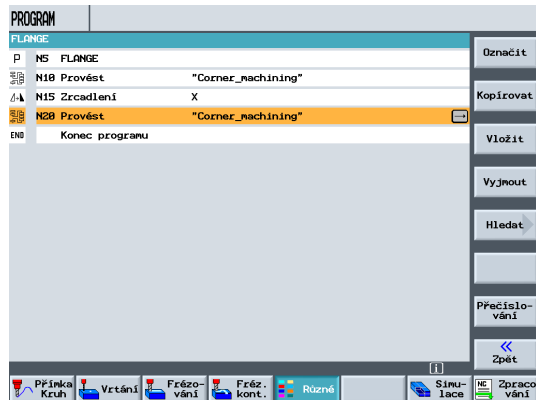 PROGRAM
FLANGE
P N5 FLANGE
N10 Provést "Corner_machining"
N15 Zrcadlení X
N20 Provést "Corner_machining"
END Konec programu
Označit
Kopírovat
Vložit
Vyjmout
Hledat
Přečíslo-
vání
Zpět
i
Přímka
Kruh
Vrtání
Frézo-
vání
Fréz.
kont.
Různé
Simu-
lace
NC
Zpraco
vání